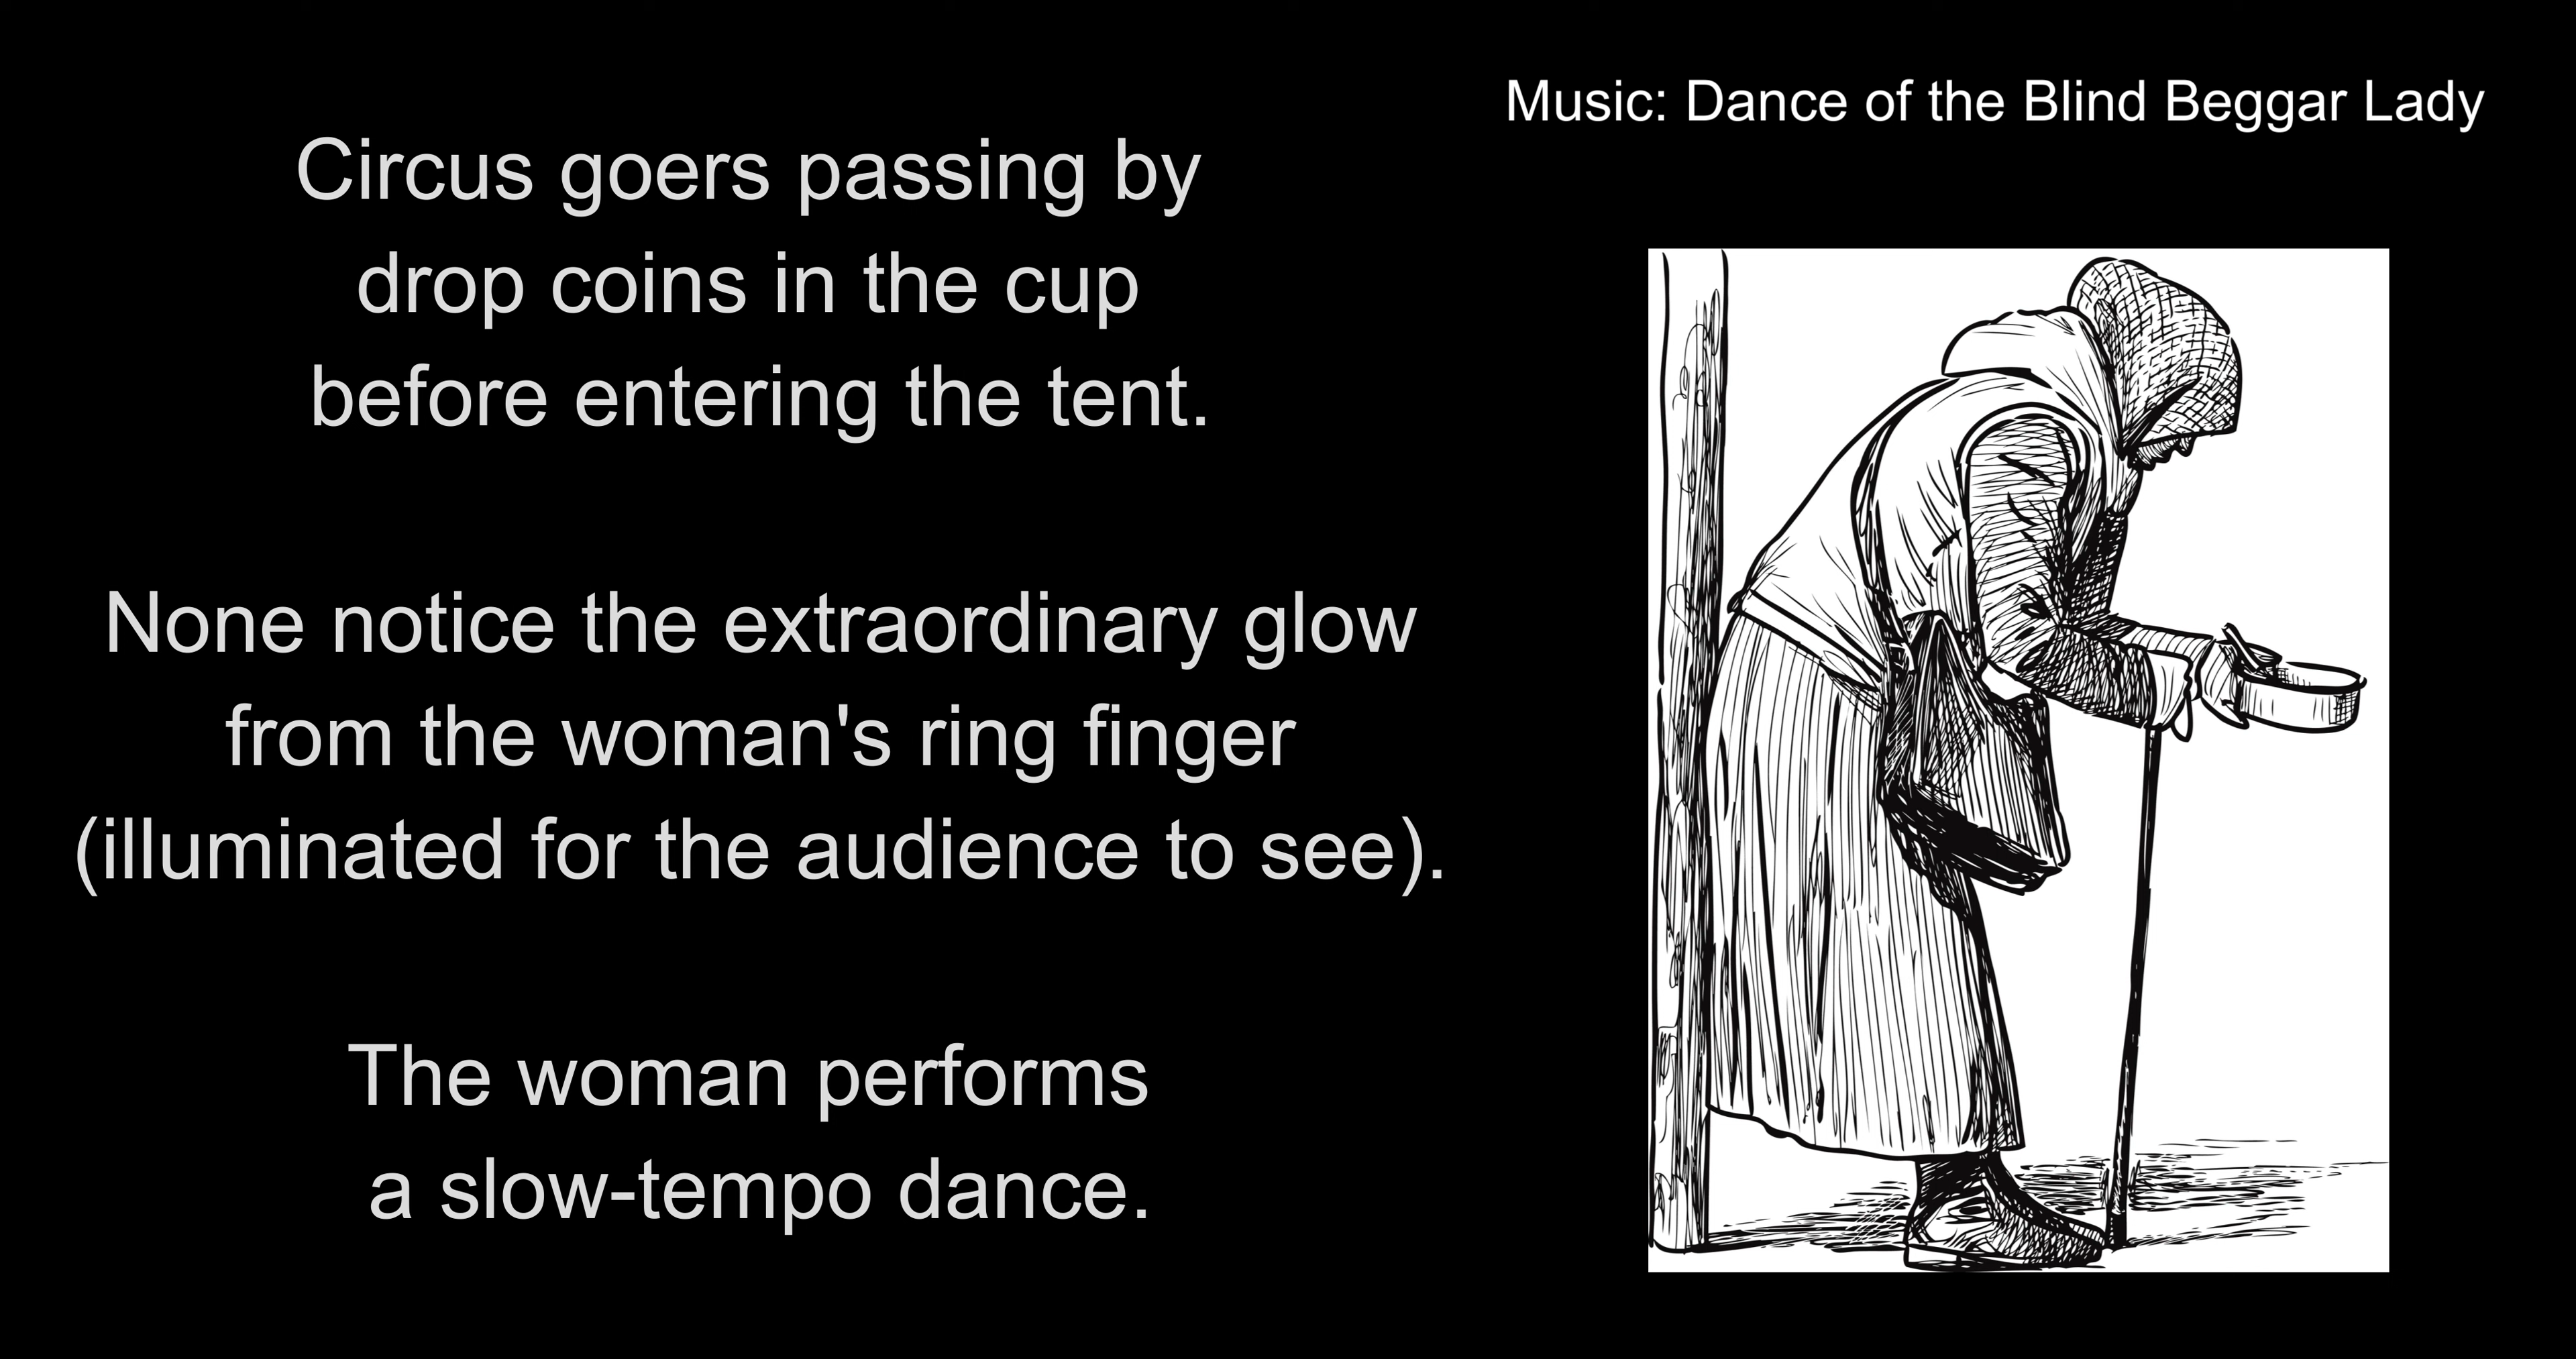 Music: Dance of the Blind Beggar Lady
Circus goers passing by
drop coins in the cup
before entering the tent.
None notice the extraordinary glow
from the woman's ring finger
(illuminated for the audience to see).
The woman performs
a slow-tempo dance.